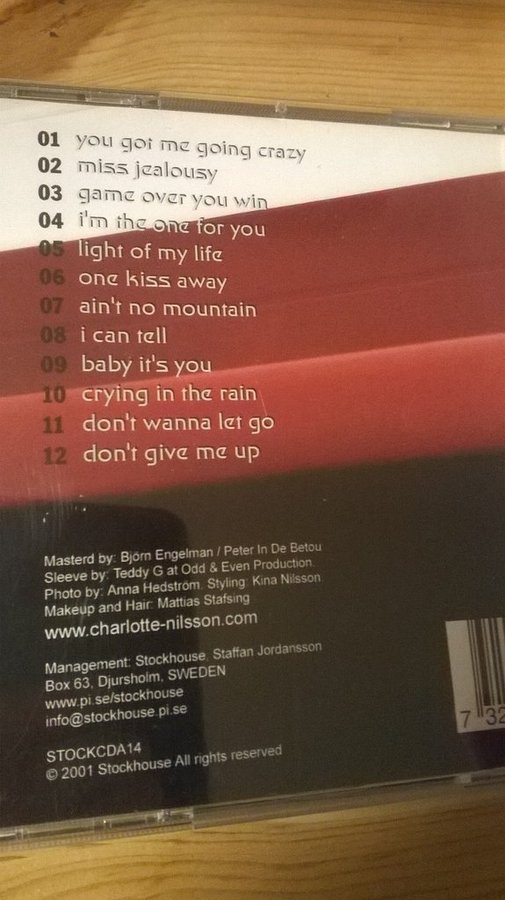 01 you got me going crazy
02 miss jealousy
03 game over you win
04 i'm the one for you
05 light of my life
06 one kiss away
07 ain't no mountain
08 i can tell
09 baby it's you
10 crying in the rain
11 don't wanna let go
12 don't give me up
Masterd by: Björn Engelman / Peter In De Betou
Sleeve by: Teddy G at Odd & Even Production.
Photo by: Anna Hedström. Styling: Kina Nilsson.
Makeup and Hair: Mattias Stafsing
www.charlotte-nilsson.com
Management: Stockhouse, Staffan Jordansson
Box 63, Djursholm, SWEDEN
www.pi.se/stockhouse
info@stockhouse.pi.se
STOCKCDA14
© 2001 Stockhouse All rights reserved
7 32